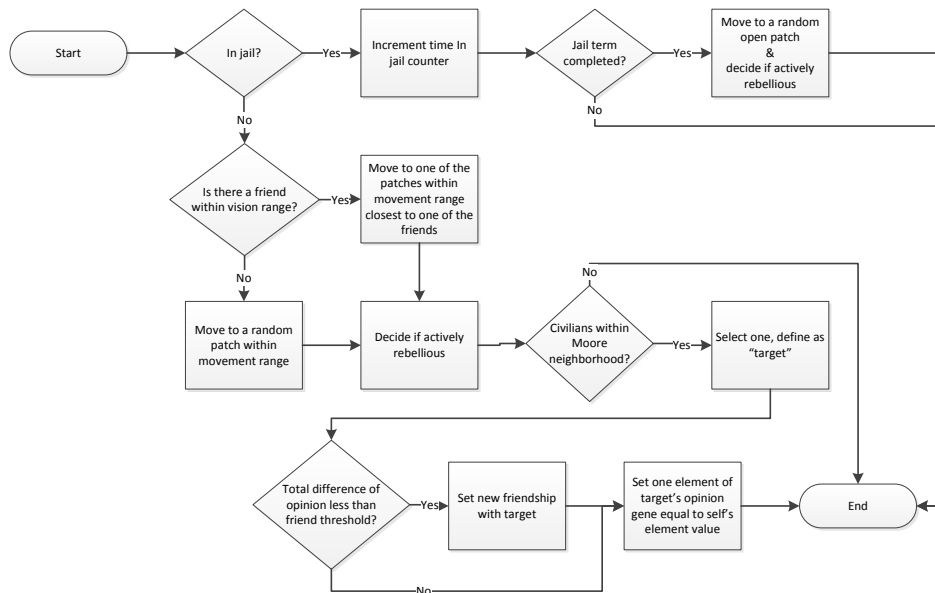 Start
In jail?
Yes
Increment time In
jail counter
Jail term
completed?
Yes
Move to a random
open patch
&
decide if actively
rebellious
No
No
Is there a friend
within vision range?
Yes
Move to one of the
patches within
movement range
closest to one of the
friends
No
Move to a random
patch within
movement range
Decide if actively
rebellious
No
Civilians within
Moore
neighborhood?
Yes
Select one, define as
“target”
Total difference of
opinion less than
friend threshold?
Yes
Set new friendship
with target
Set one element of
target’s opinion
gene equal to self’s
element value
End
No